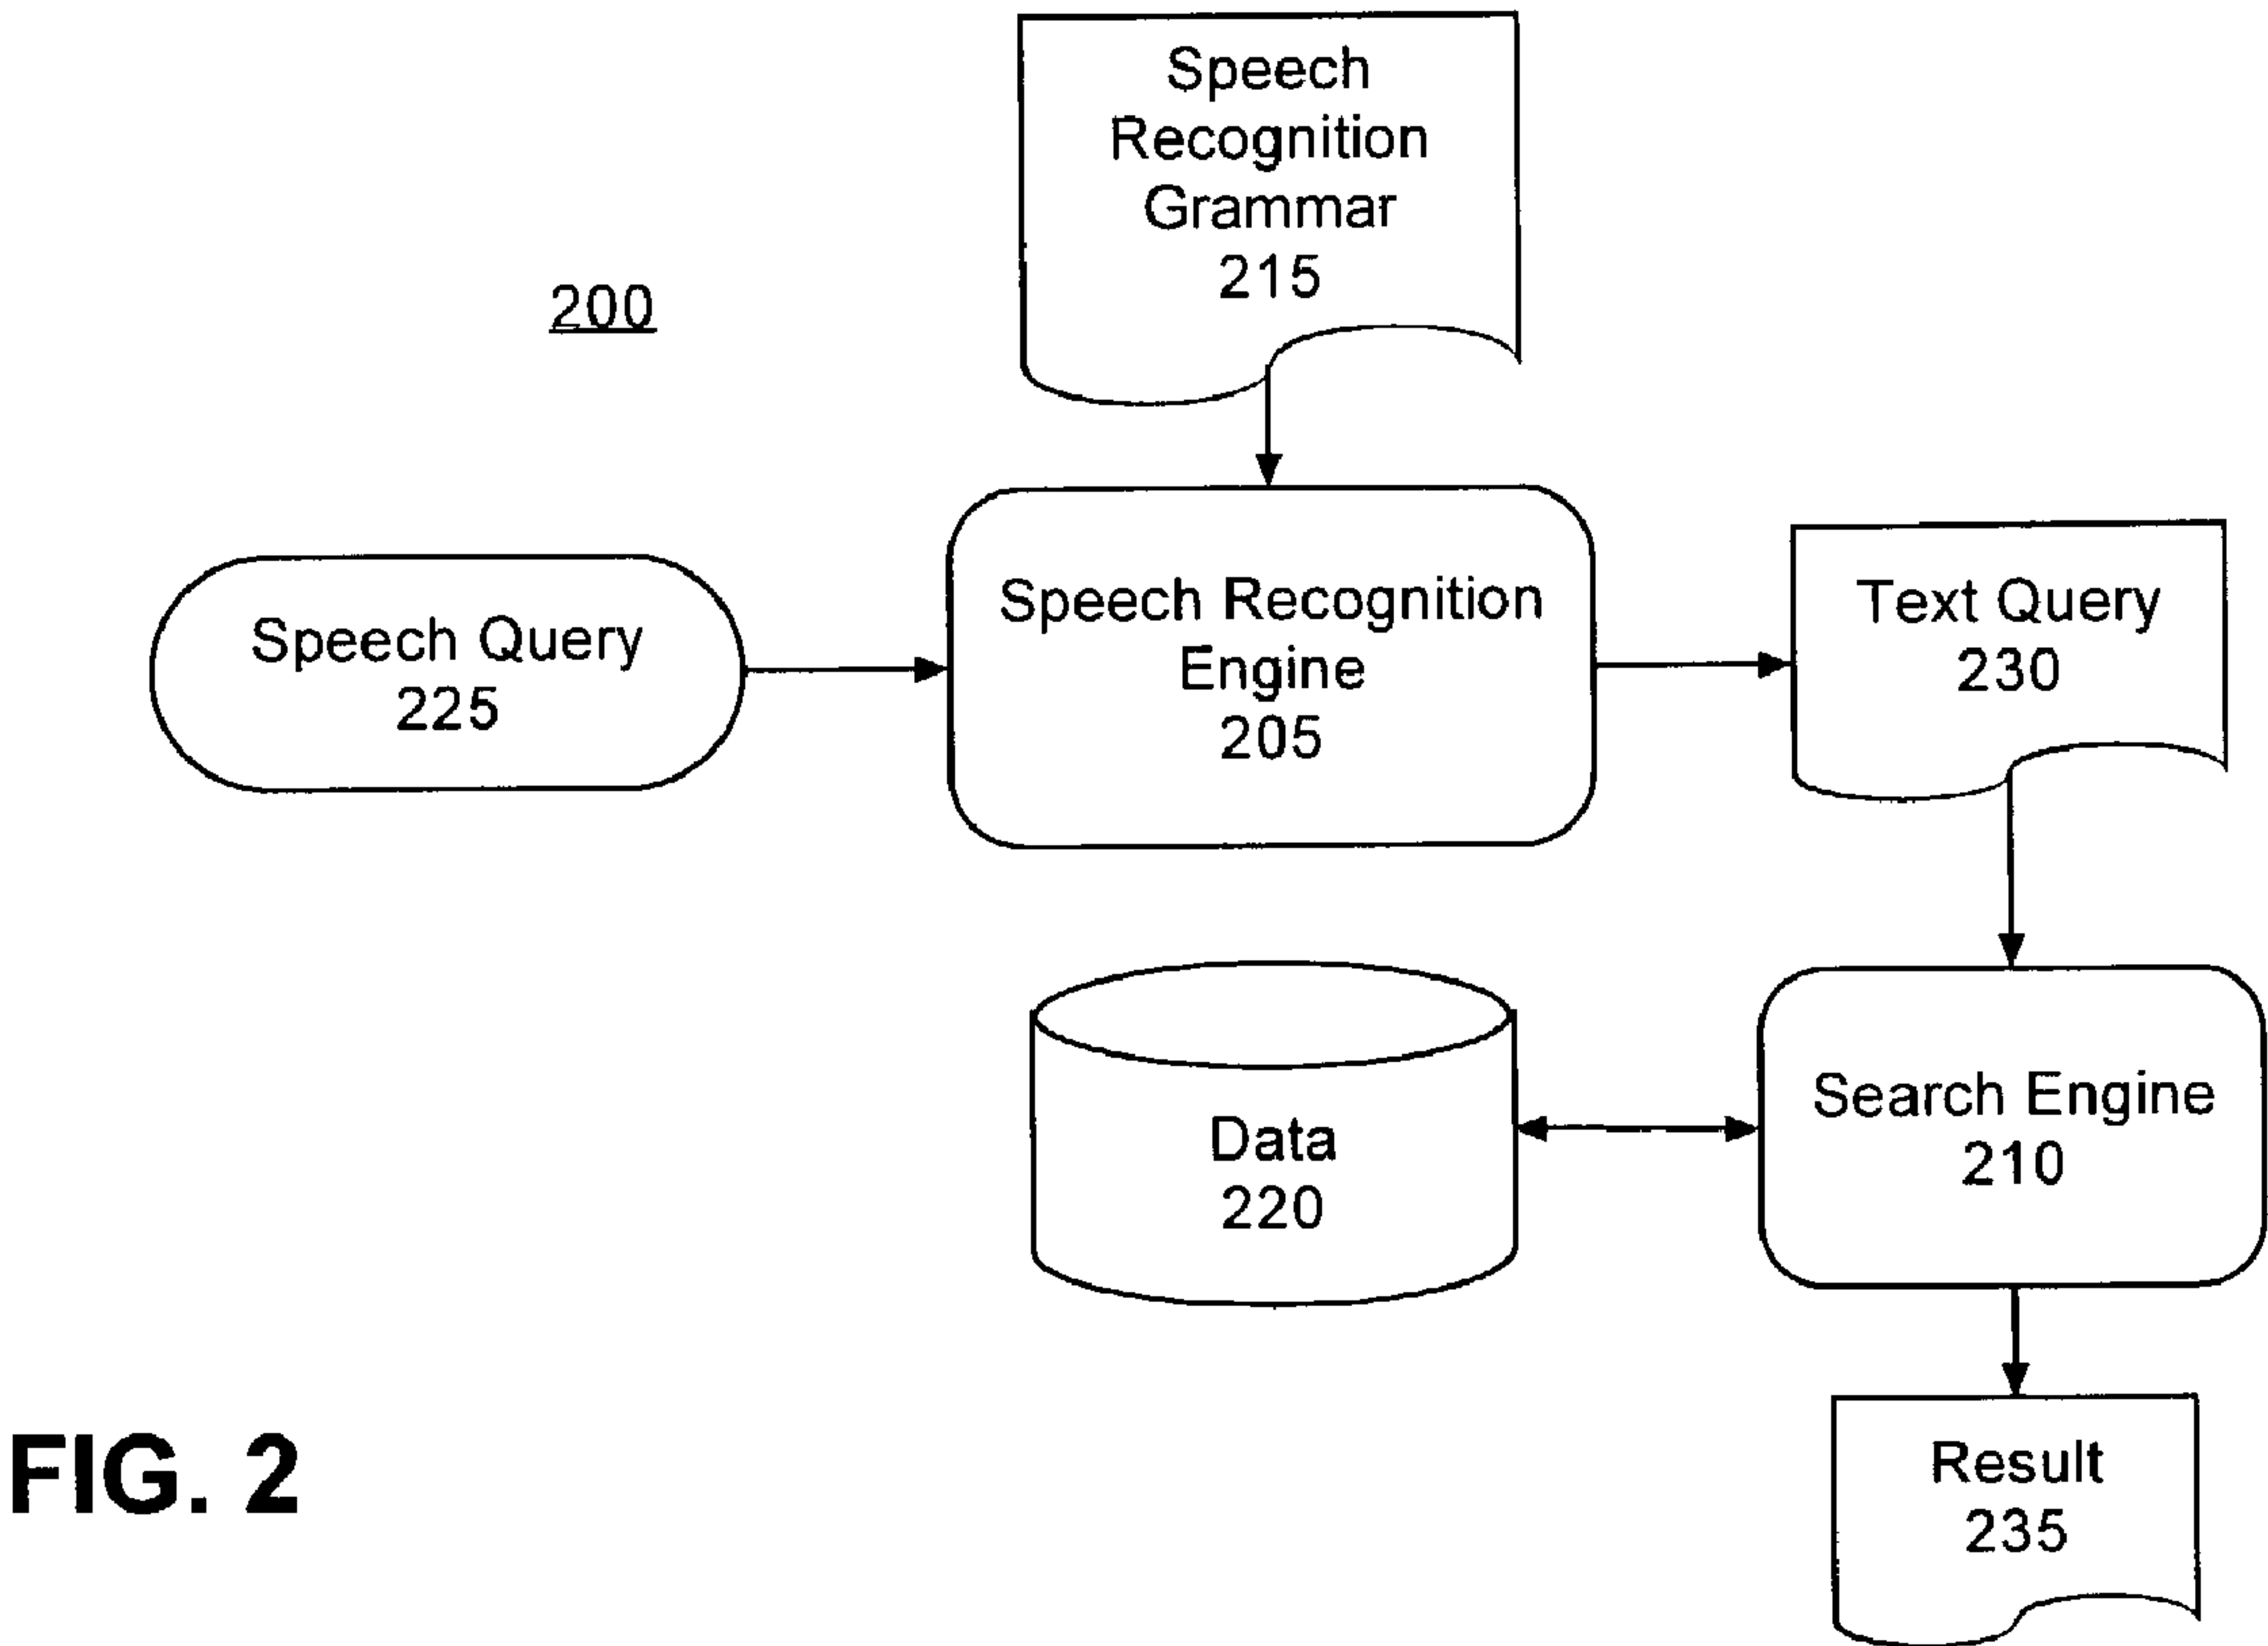 Speech
Recognition
Grammar
215
200
Speech Query
225
Speech Recognition
Engine
205
Text Query
230
Data
220
Search Engine
210
Result
235
FIG. 2